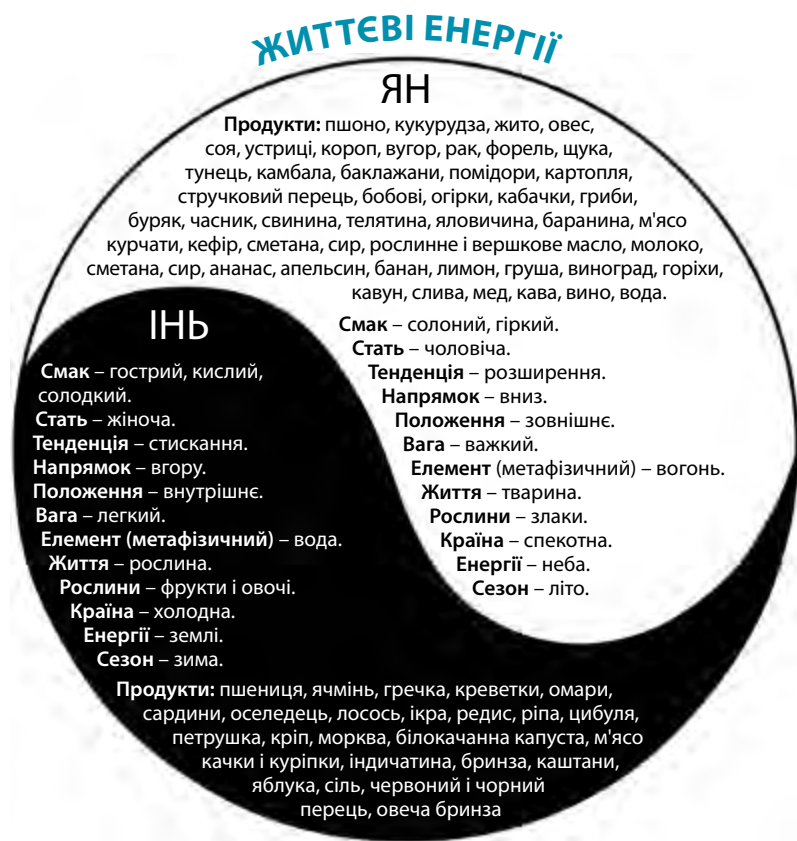 ЖИТТЄВІ ЕНЕРГІЇ
ЯН
Продукти: пшоно, кукурудза, жито, овес,
соя, устриці, короп, вугор, рак, форель, щука,
тунець, камбала, баклажани, помідори, картопля,
стручковий перець, бобові, огірки, кабачки, гриби,
буряк, часник, свинина, телятина, яловичина, баранина, м'ясо
курчати, кефір, сметана, сир, рослинне і вершкове масло, молоко,
сметана, сир, ананас, апельсин, банан, лимон, груша, виноград, горіхи,
кавун, слива, мед, кава, вино, вода.
Смак – солоний, гіркий.
Стать – чоловіча.
Тенденція – розширення.
Напрямок – вниз.
Положення – зовнішнє.
Вага – важкий.
Елемент (метафізичний) – вогонь.
Життя – тварина.
Рослини – злаки.
Країна – спекотна.
Енергії – неба.
Сезон – літо.
ІНЬ
Смак – гострий, кислий,
солодкий.
Стать – жіноча.
Тенденція – стискання.
Напрямок – вгору.
Положення – внутрішнє.
Вага – легкий.
Елемент (метафізичний) – вода.
Життя – рослина.
Рослини – фрукти і овочі.
Країна – холодна.
Енергії – землі.
Сезон – зима.
Продукти: пшениця, ячмінь, гречка, креветки, омари,
сардини, оселедець, лосось, ікра, редис, ріпа, цибуля,
петрушка, кріп, морква, білокачанна капуста, м'ясо
качки і куріпки, індичатина, бринза, каштани,
яблука, сіль, червоний і чорний
перець, овеча бринза